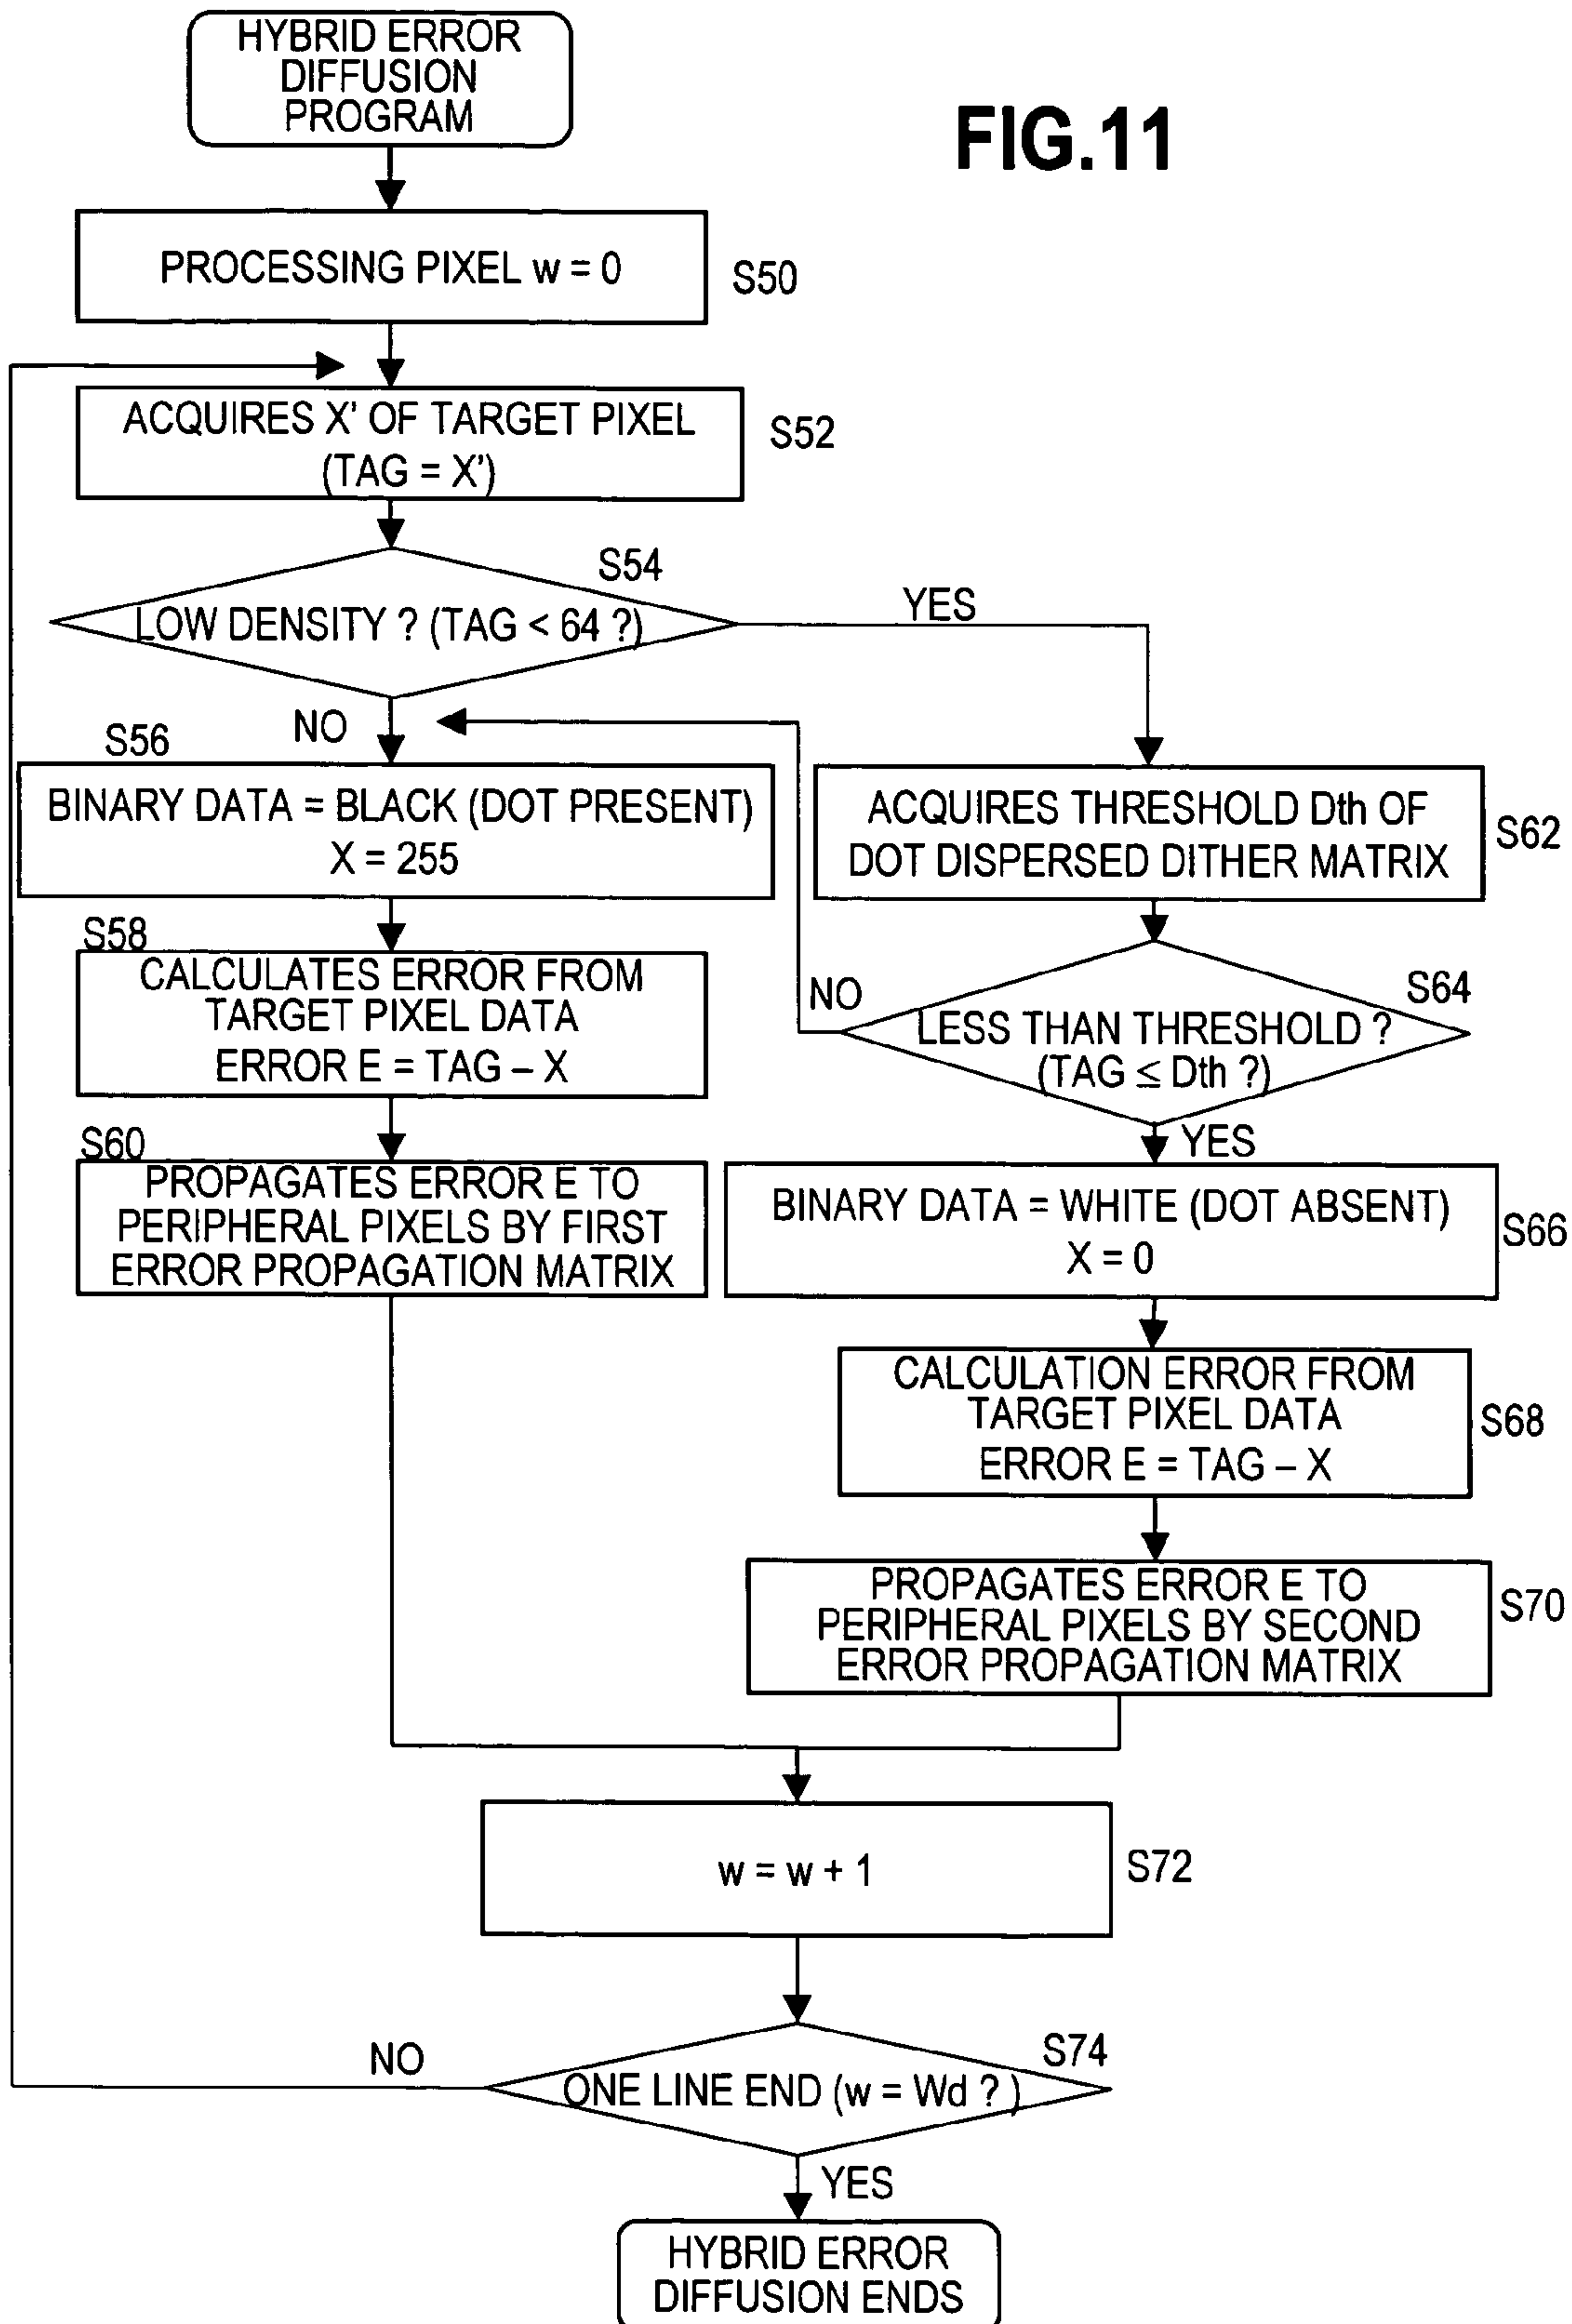 HYBRID ERROR
DIFFUSION
PROGRAM
FIG.11
PROCESSING PIXEL w = 0
S50
ACQUIRES X’ OF TARGET PIXEL
(TAG = X’)
S52
S54
LOW DENSITY ? (TAG < 64 ?)
YES
NO
S56
BINARY DATA = BLACK (DOT PRESENT)
X = 255
ACQUIRES THRESHOLD Dth OF
DOT DISPERSED DITHER MATRIX
S62
S58
CALCULATES ERROR FROM
TARGET PIXEL DATA
ERROR E = TAG – X
NO
S64
LESS THAN THRESHOLD ?
(TAG ≤ Dth ?)
YES
S60
PROPAGATES ERROR E TO
PERIPHERAL PIXELS BY FIRST
ERROR PROPAGATION MATRIX
BINARY DATA = WHITE (DOT ABSENT)
X = 0
S66
CALCULATION ERROR FROM
TARGET PIXEL DATA
ERROR E = TAG – X
S68
PROPAGATES ERROR E TO
PERIPHERAL PIXELS BY SECOND
ERROR PROPAGATION MATRIX
S70
w = w + 1
S72
NO
S74
ONE LINE END (w = Wd ? )
YES
HYBRID ERROR
DIFFUSION ENDS